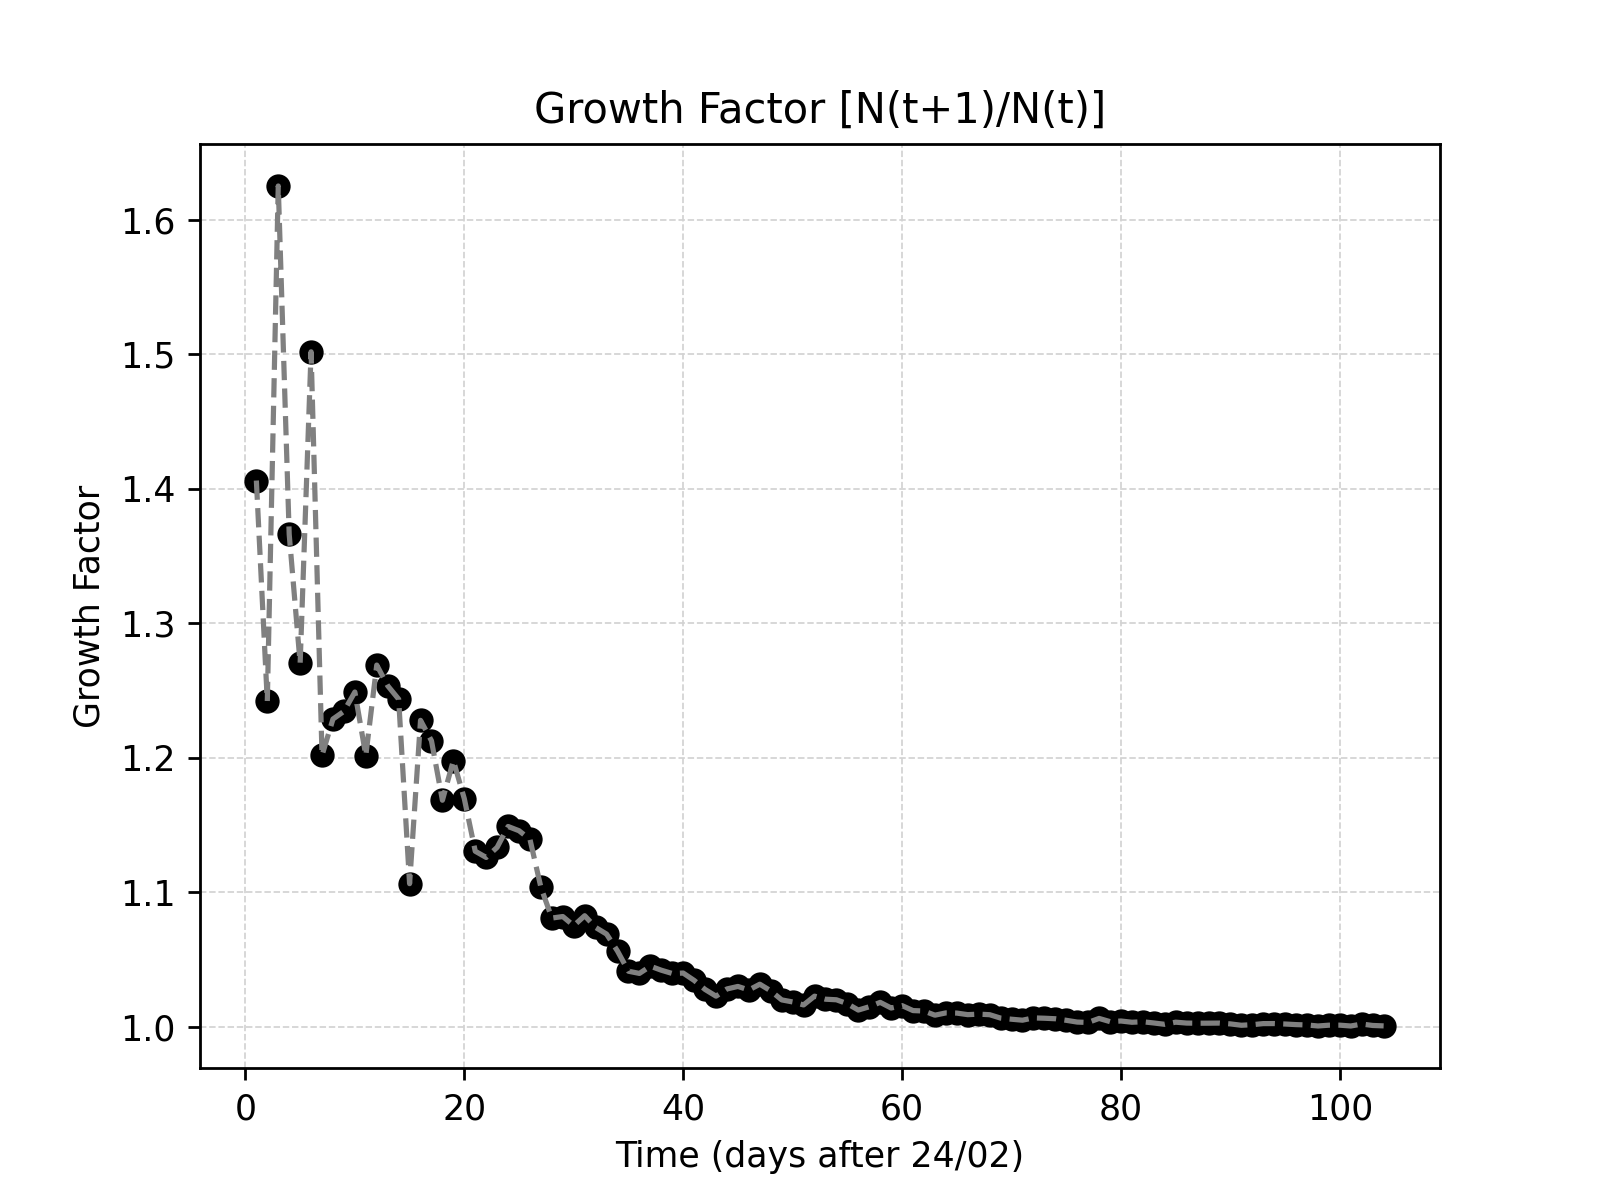 Growth Factor [N(t+1)/N(t)]
Growth Factor
1.6
1.5
1.4
1.3
1.2
1.1
1.0
0 20 40 60 80 100
Time (days after 24/02)